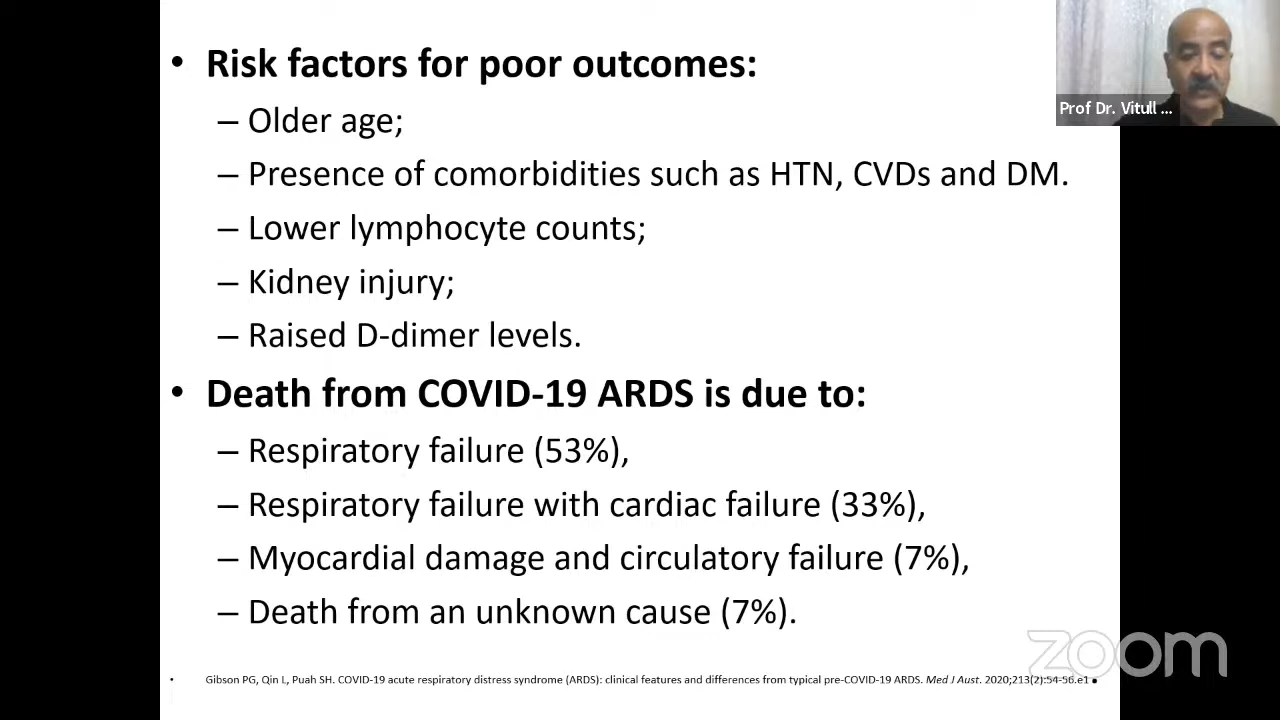 • Risk factors for poor outcomes:
– Older age;
– Presence of comorbidities such as HTN, CVDs and DM.
– Lower lymphocyte counts;
– Kidney injury;
– Raised D-dimer levels.
• Death from COVID-19 ARDS is due to:
– Respiratory failure (53%),
– Respiratory failure with cardiac failure (33%),
– Myocardial damage and circulatory failure (7%),
– Death from an unknown cause (7%).
• Gibson PG, Qin L, Puah SH. COVID-19 acute respiratory distress syndrome (ARDS): clinical features and differences from typical pre-COVID-19 ARDS. Med J Aust. 2020;213(2):54-56.e1
Prof Dr. Vitull ...
zoom